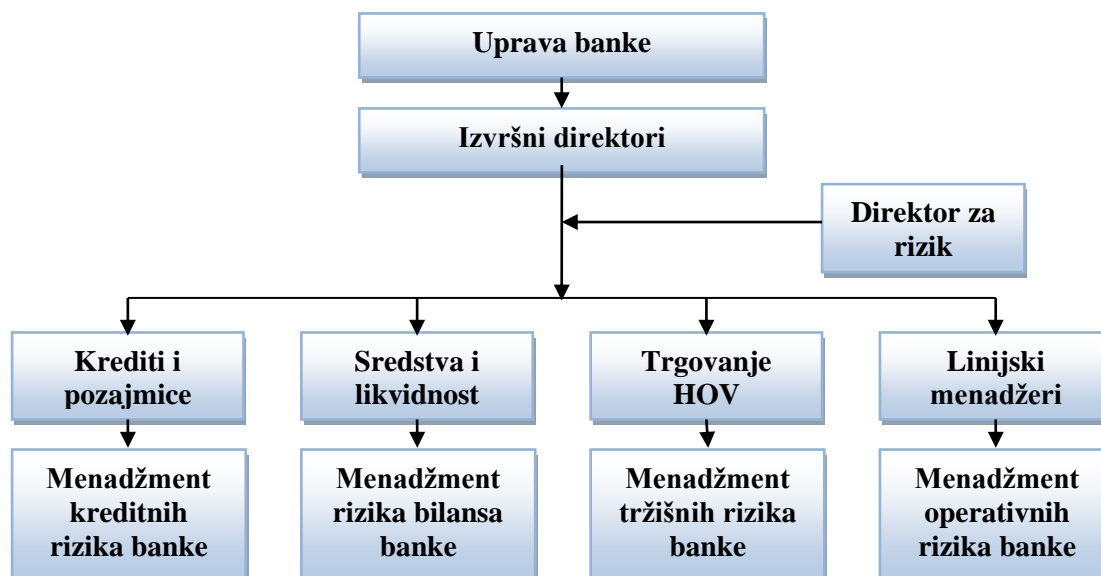 Uprava banke
Izvršni direktori
Direktor za
rizik
Krediti i
pozajmice
Sredstva i
likvidnost
Trgovanje
HOV
Linijski
menadžeri
Menadžment
kreditnih
rizika banke
Menadžment
rizika bilansa
banke
Menadžment
tržišnih rizika
banke
Menadžment
operativnih
rizika banke